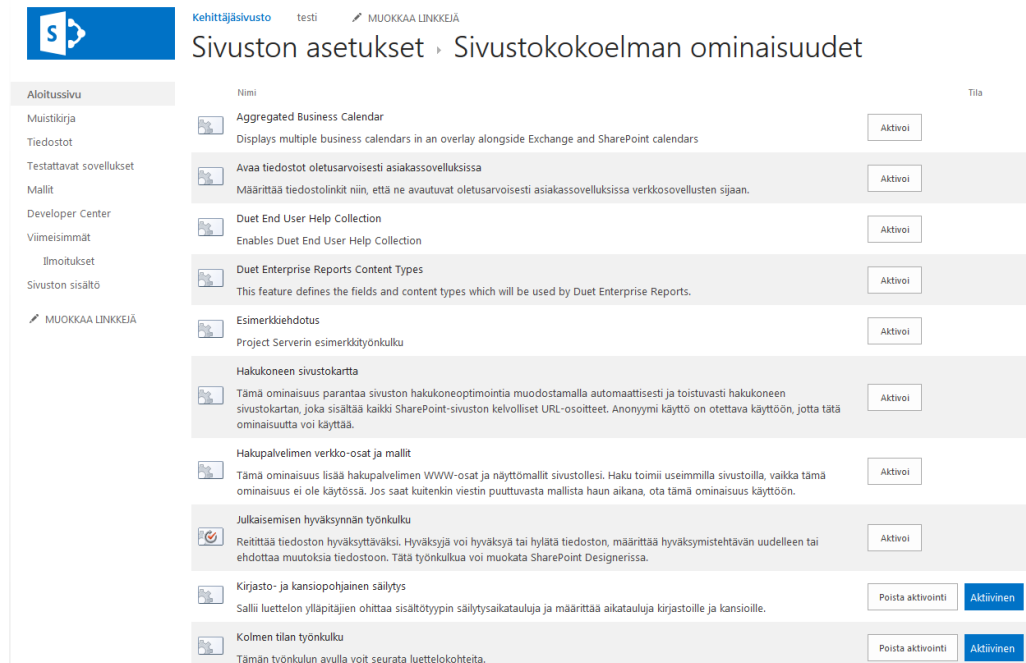 S
Kehittäjäsivusto testi MUOKKAA LINKKEJÄ
Sivuston asetukset Sivustokokoelman ominaisuudet
Aloitussivu
Muistikirja
Tiedostot
Testattavat sovellukset
Mallit
Developer Center
Viimeisimmät
Ilmoitukset
Sivuston sisältö
MUOKKAA LINKKEJÄ
Nimi Tila
Aggregated Business Calendar
Displays multiple business calendars in an overlay alongside Exchange and SharePoint calendars
Aktivoi
Avaa tiedostot oletusarvoisesti asiakassovelluksissa
Määrittää tiedostolinkit niin, että ne avautuvat oletusarvoisesti asiakassovelluksissa verkkosovellusten sijaan.
Aktivoi
Duet End User Help Collection
Enables Duet End User Help Collection
Aktivoi
Duet Enterprise Reports Content Types
This feature defines the fields and content types which will be used by Duet Enterprise Reports.
Aktivoi
Esimerkkiehdotus
Project Serverin esimerkkityönkulku
Aktivoi
Hakukoneen sivustokartta
Tämä ominaisuus parantaa sivuston hakukoneoptimointia muodostamalla automaattisesti ja toistuvasti hakukoneen
sivustokartan, joka sisältää kaikki SharePoint-sivuston kelvolliset URL-osoitteet. Anonyymi käyttö on otettava käyttöön, jotta tätä
ominaisuutta voi käyttää.
Aktivoi
Hakupalvelimen verkko-osat ja mallit
Tämä ominaisuus lisää hakupalvelimen WWW-osat ja näyttömallit sivustollesi. Haku toimii useimmilla sivustoilla, vaikka tämä
ominaisuus ei ole käytössä. Jos saat kuitenkin viestin puuttuvasta mallista haun aikana, ota tämä ominaisuus käyttöön.
Aktivoi
Julkaisemisen hyväksynnän työnkulku
Reitittää tiedoston hyväksyttäväksi. Hyväksyjä voi hyväksyä tai hylätä tiedoston, määrittää hyväksymistehtävän uudelleen tai
ehdottaa muutoksia tiedostoon. Tätä työnkulkua voi muokata SharePoint Designerissa.
Aktivoi
Kirjasto- ja kansiopohjainen säilytys
Sallii luettelon ylläpitäjien ohittaa sisältötyypin säilytysaikatauluja ja määrittää aikatauluja kirjastoille ja kansioille.
Poista aktivointi Aktiivinen
Kolmen tilan työnkulku
Tämän työnkulun avulla voit seurata luettelokohteita.
Poista aktivointi Aktiivinen